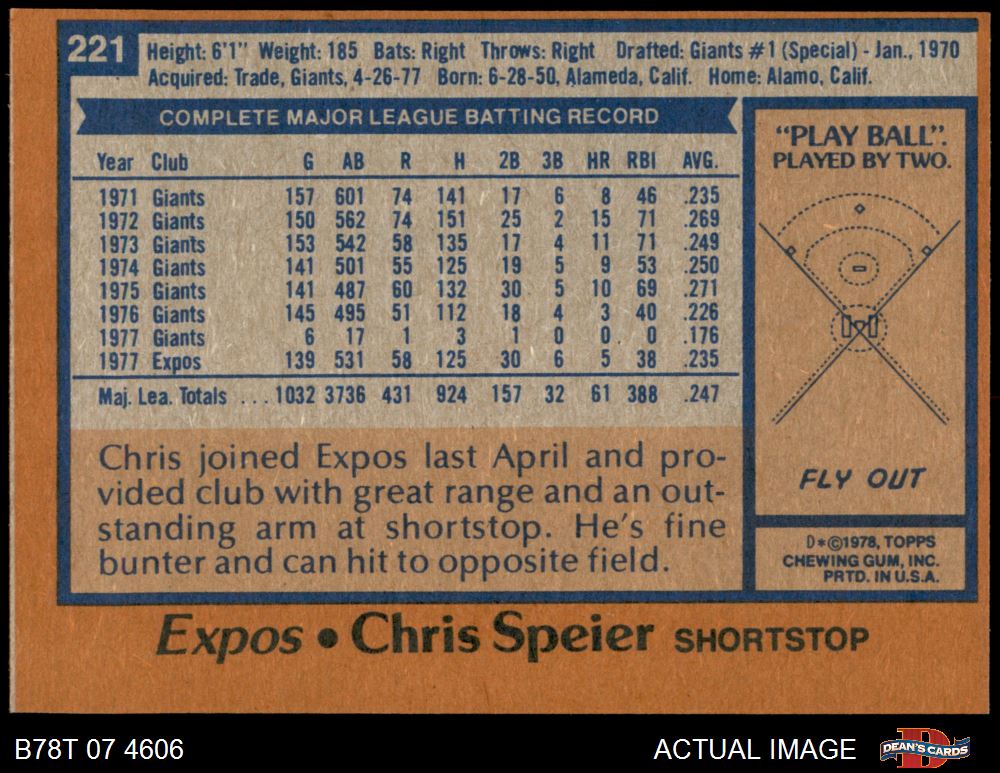 221
Height: 6'1" Weight: 185 Bats: Right Throws: Right Drafted: Giants #1 (Special) - Jan., 1970
Acquired: Trade, Giants, 4-26-77 Born: 6-28-50, Alameda, Calif. Home: Alamo, Calif.
COMPLETE MAJOR LEAGUE BATTING RECORD
Year Club G AB R H 2B 3B HR RBI AVG.
1971 Giants 157 601 74 141 17 6 8 46 .235
1972 Giants 150 562 74 151 25 2 15 71 .269
1973 Giants 153 542 58 135 17 4 11 71 .249
1974 Giants 141 501 55 125 19 5 9 53 .250
1975 Giants 141 487 60 132 30 5 10 69 .271
1976 Giants 145 495 51 112 18 4 3 40 .226
1977 Giants 6 17 1 3 1 0 0 0 .176
1977 Expos 139 531 58 125 30 6 5 38 .235
Maj. Lea. Totals ... 1032 3736 431 924 157 32 61 388 .247
Chris joined Expos last April and pro-
vided club with great range and an out-
standing arm at shortstop. He's fine
bunter and can hit to opposite field.
"PLAY BALL".
PLAYED BY TWO.
FLY OUT
D*©1978, TOPPS
CHEWING GUM, INC.
PRTD. IN U.S.A.
Expos • Chris Speier SHORTSTOP
B78T 07 4606
ACTUAL IMAGE
DEAN'S CARDS